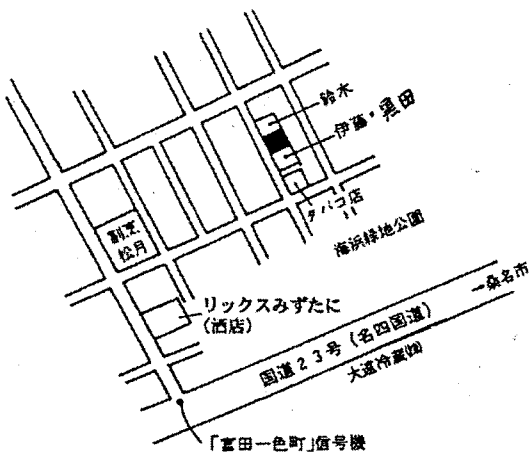 鈴木
伊藤・黒田
タバコ店
割烹
松月
海浜緑地公園
リックスみずたに
(酒店)
国道23号(名四国道)
→桑名市
大遠冷蔵㈱
「富田一色町」信号機